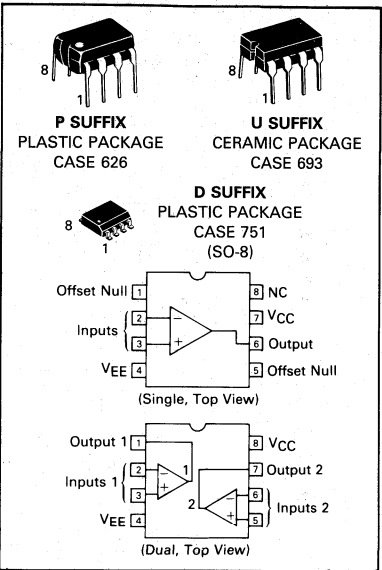 8
1
P SUFFIX
PLASTIC PACKAGE
CASE 626
8
1
U SUFFIX
CERAMIC PACKAGE
CASE 693
8
1
D SUFFIX
PLASTIC PACKAGE
CASE 751
(SO-8)
Offset Null 1
8 NC
Inputs
2 −
3 +
7 VCC
6 Output
VEE 4
5 Offset Null
(Single, Top View)
Output 1 1
8 VCC
Inputs 1
2 −
3 +
1
7 Output 2
2
− 6
+ 5
Inputs 2
VEE 4
(Dual, Top View)